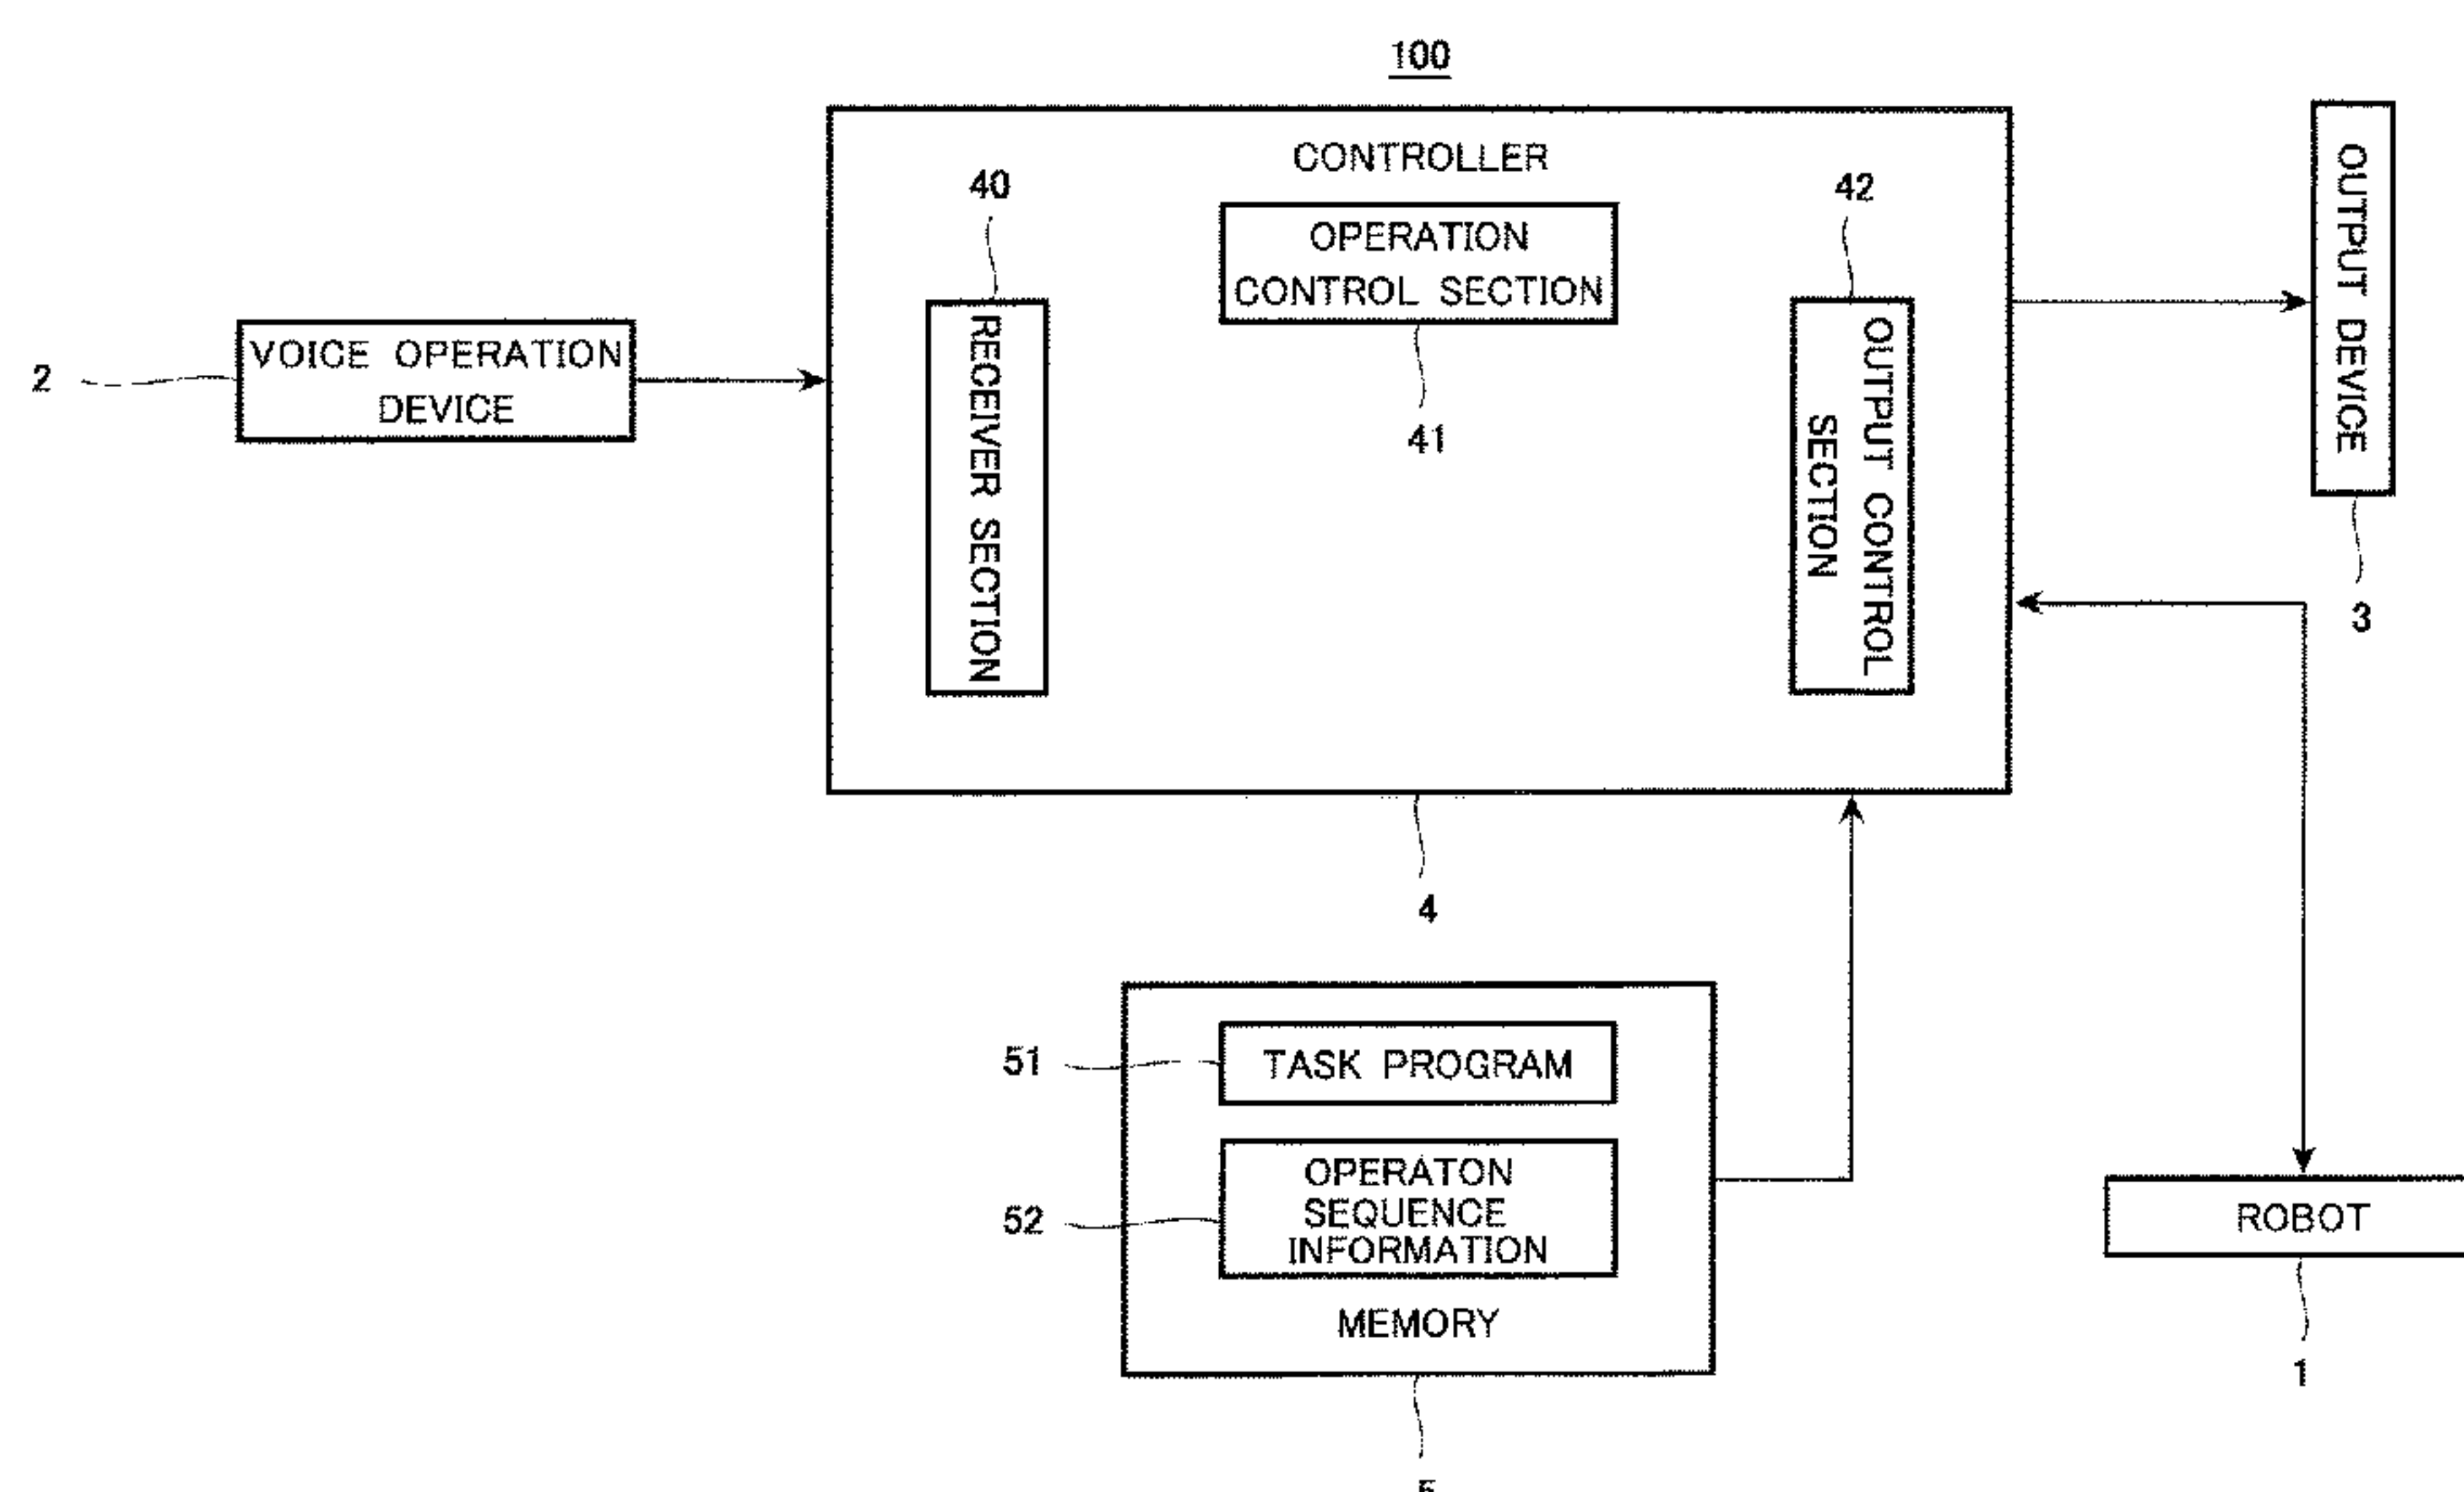 100
CONTROLLER
40
42
OPERATION
CONTROL SECTION
41
RECEIVER SECTION
OUTPUT CONTROL
SECTION
OUTPUT DEVICE
3
2
VOICE OPERATION
DEVICE
4
51
TASK PROGRAM
52
OPERATON
SEQUENCE
INFORMATION
MEMORY
5
ROBOT
1